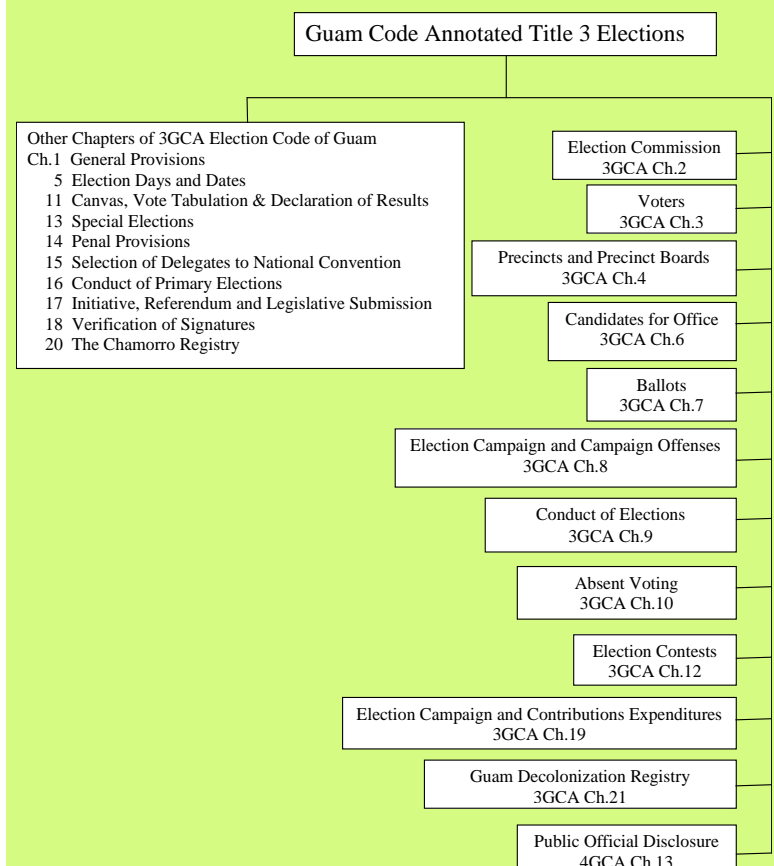 Guam Code Annotated Title 3 Elections
Other Chapters of 3GCA Election Code of Guam
Ch.1 General Provisions
5 Election Days and Dates
11 Canvas, Vote Tabulation & Declaration of Results
13 Special Elections
14 Penal Provisions
15 Selection of Delegates to National Convention
16 Conduct of Primary Elections
17 Initiative, Referendum and Legislative Submission
18 Verification of Signatures
20 The Chamorro Registry
Election Commission
3GCA Ch.2
Voters
3GCA Ch.3
Precincts and Precinct Boards
3GCA Ch.4
Candidates for Office
3GCA Ch.6
Ballots
3GCA Ch.7
Election Campaign and Campaign Offenses
3GCA Ch.8
Conduct of Elections
3GCA Ch.9
Absent Voting
3GCA Ch.10
Election Contests
3GCA Ch.12
Election Campaign and Contributions Expenditures
3GCA Ch.19
Guam Decolonization Registry
3GCA Ch.21
Public Official Disclosure
4GCA Ch.13